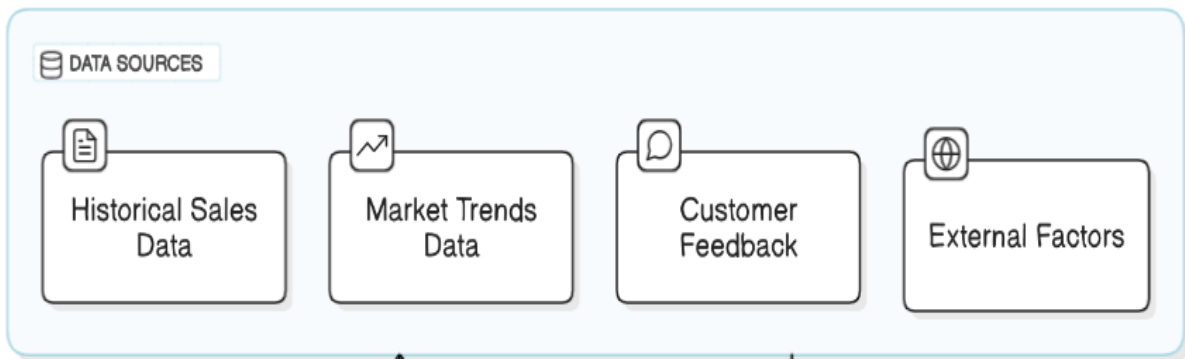 DATA SOURCES
Historical Sales
Data
Market Trends
Data
Customer
Feedback
External Factors